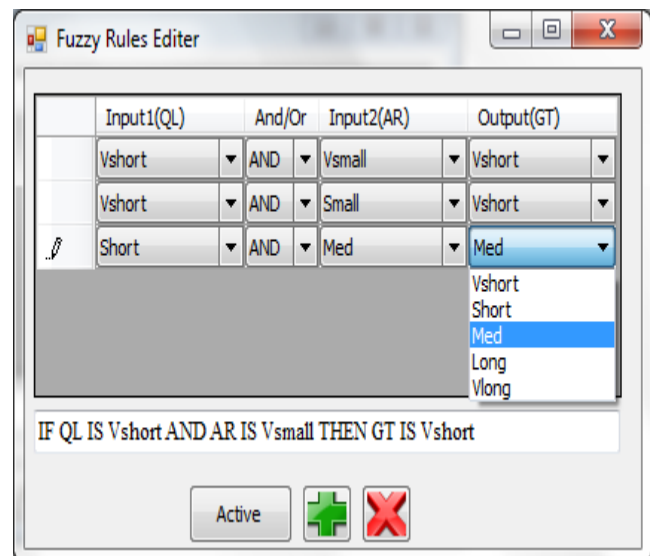 Fuzzy Rules Editer
Input1(QL) And/Or Input2(AR) Output(GT)
Vshort AND Vsmall Vshort
Vshort AND Small Vshort
Short AND Med Med
Vshort
Short
Med
Long
Vlong
IF QL IS Vshort AND AR IS Vsmall THEN GT IS Vshort
Active